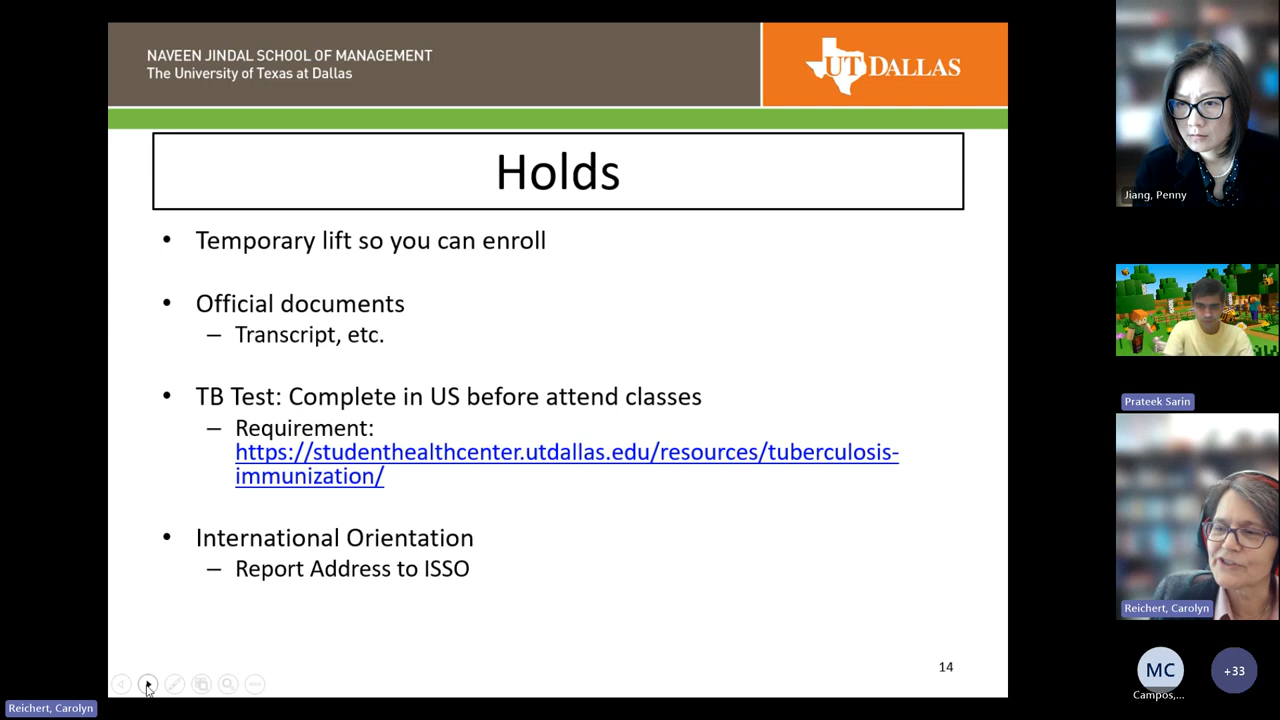 NAVEEN JINDAL SCHOOL OF MANAGEMENT
The University of Texas at Dallas
UT DALLAS
Holds
• Temporary lift so you can enroll
• Official documents
– Transcript, etc.
• TB Test: Complete in US before attend classes
– Requirement:
https://studenthealthcenter.utdallas.edu/resources/tuberculosis-
immunization/
• International Orientation
– Report Address to ISSO
14
Jiang, Penny
Prateek Sarin
Reichert, Carolyn
MC
Campos,...
+33
Reichert, Carolyn